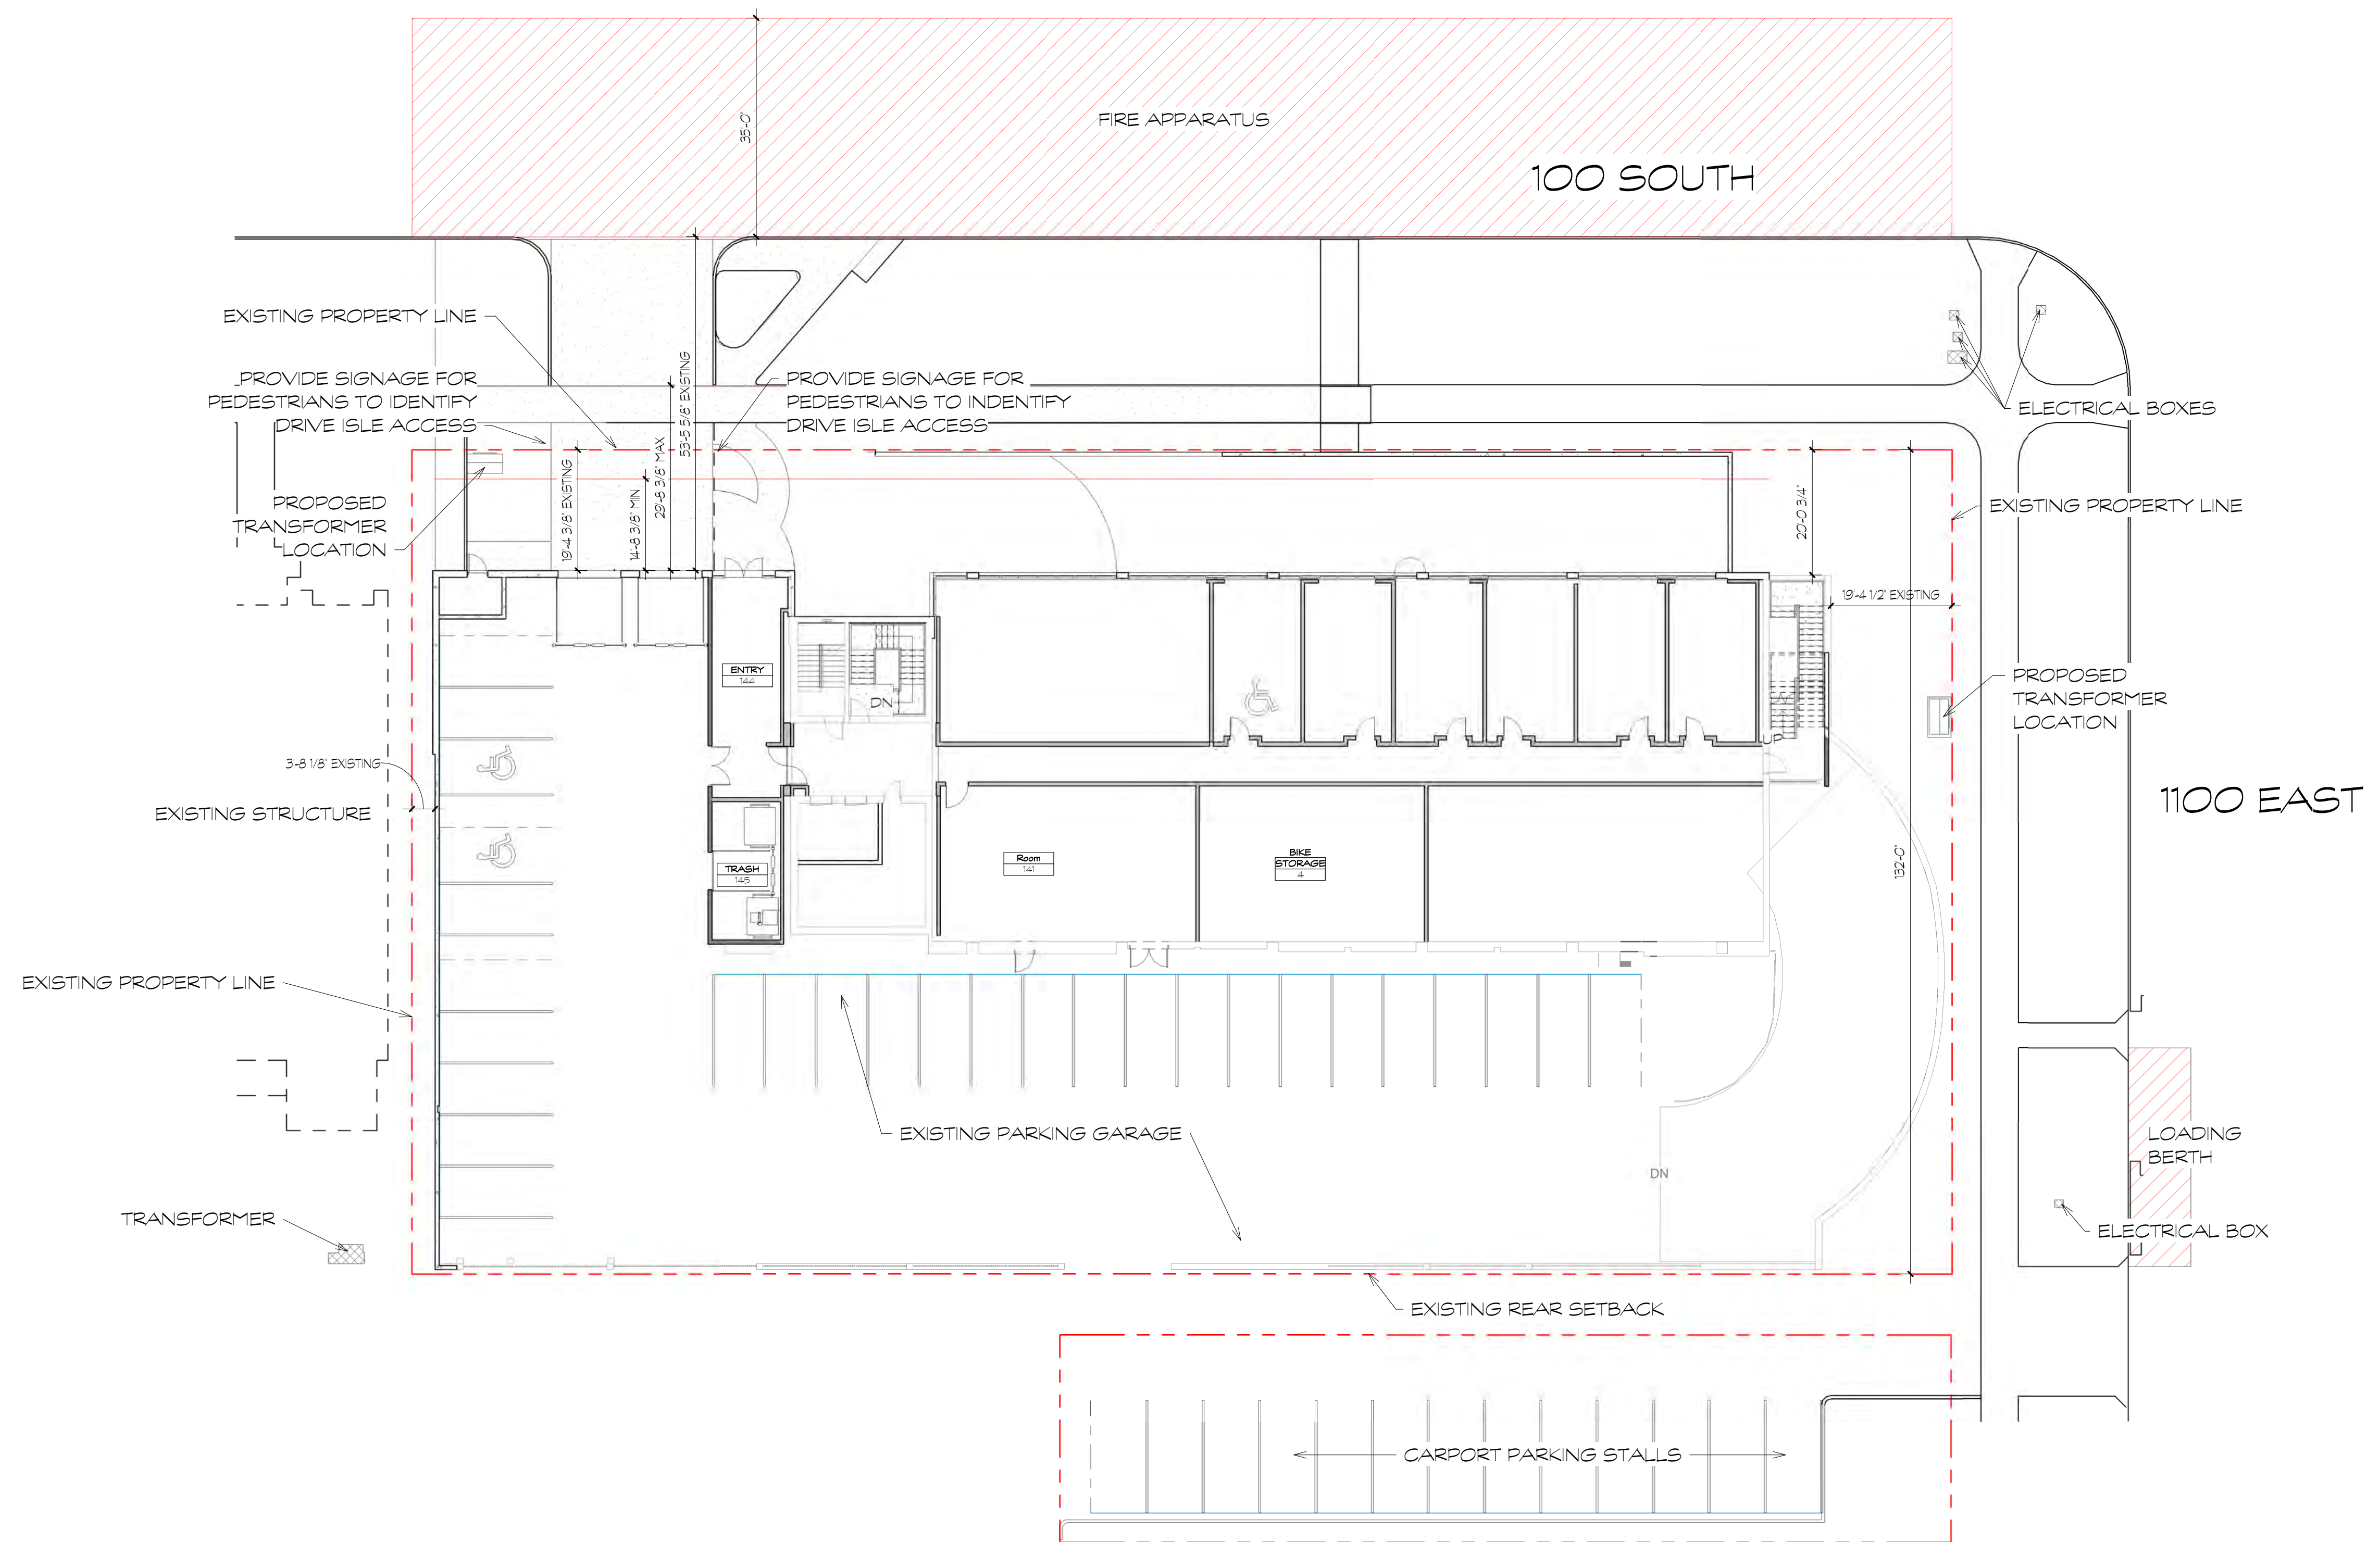 35'-0"
FIRE APPARATUS
100 SOUTH
EXISTING PROPERTY LINE
PROVIDE SIGNAGE FOR
PEDESTRIANS TO IDENTIFY
DRIVE ISLE ACCESS
PROVIDE SIGNAGE FOR
PEDESTRIANS TO INDENTIFY
DRIVE ISLE ACCESS
53'-5 5/8" EXISTING
29'-8 3/8" MAX
19'-4 3/8" EXISTING
14'-8 3/8" MIN
ELECTRICAL BOXES
PROPOSED
TRANSFORMER
LOCATION
20'-0 3/4"
EXISTING PROPERTY LINE
19'-4 1/2" EXISTING
ENTRY
144
DN
PROPOSED
TRANSFORMER
LOCATION
3'-8 1/8" EXISTING
EXISTING STRUCTURE
1100 EAST
132'-0"
TRASH
145
Room
141
BIKE
STORAGE
4
EXISTING PROPERTY LINE
EXISTING PARKING GARAGE
LOADING
BERTH
DN
TRANSFORMER
ELECTRICAL BOX
EXISTING REAR SETBACK
CARPORT PARKING STALLS